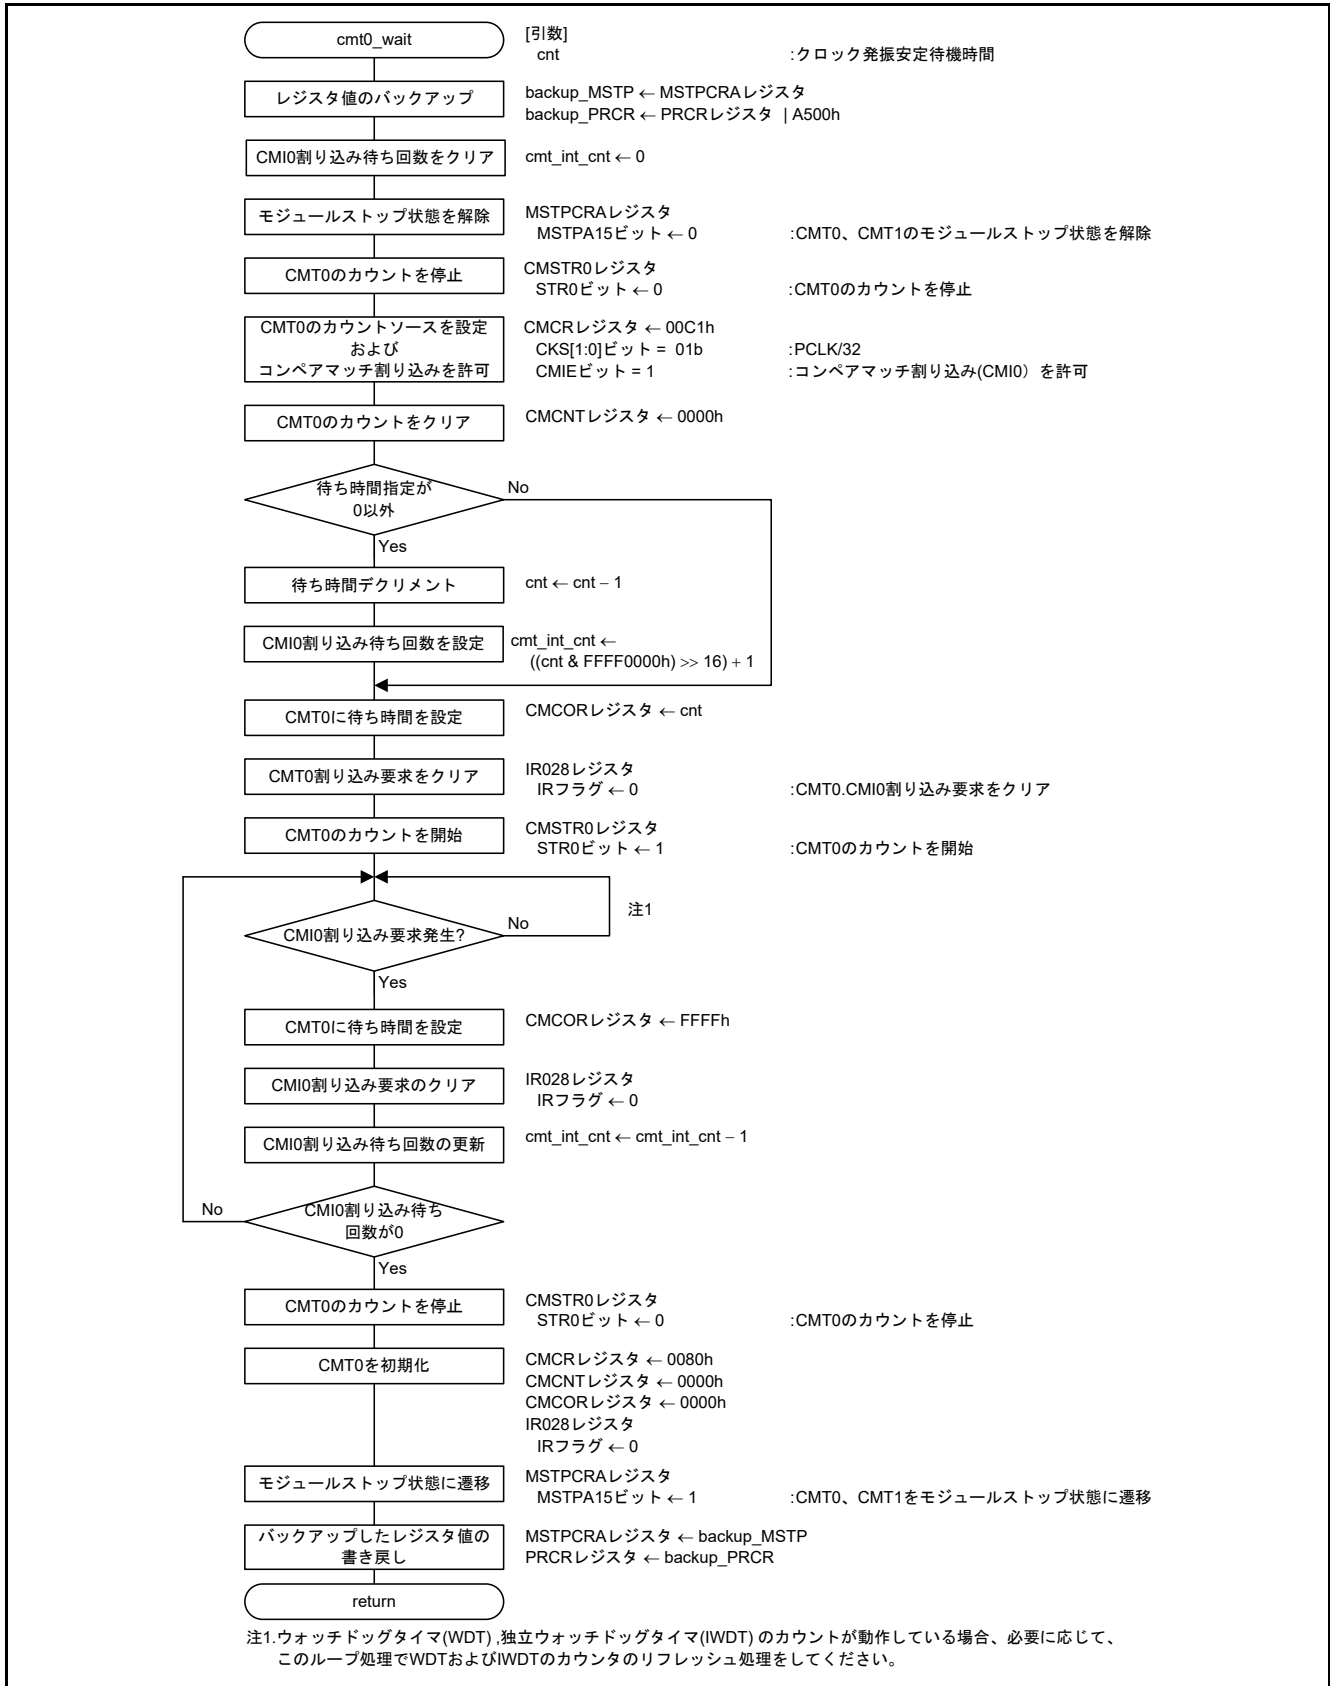 cmt0_wait
[引数]
cnt :クロック発振安定待機時間
レジスタ値のバックアップ
backup_MSTP ← MSTPCRAレジスタ
backup_PRCR ← PRCRレジスタ | A500h
CMI0割り込み待ち回数をクリア
cmt_int_cnt ← 0
モジュールストップ状態を解除
MSTPCRAレジスタ
MSTPA15ビット ← 0 :CMT0、CMT1のモジュールストップ状態を解除
CMT0のカウントを停止
CMSTR0レジスタ
STR0ビット ← 0 :CMT0のカウントを停止
CMT0のカウントソースを設定
および
コンペアマッチ割り込みを許可
CMCRレジスタ ← 00C1h
CKS[1:0]ビット = 01b :PCLK/32
CMIEビット = 1 :コンペアマッチ割り込み(CMI0）を許可
CMT0のカウントをクリア
CMCNTレジスタ ← 0000h
待ち時間指定が
0以外
No
Yes
待ち時間デクリメント
cnt ← cnt − 1
CMI0割り込み待ち回数を設定
cmt_int_cnt ←
((cnt & FFFF0000h) >> 16) + 1
CMT0に待ち時間を設定
CMCORレジスタ ← cnt
CMT0割り込み要求をクリア
IR028レジスタ
IRフラグ ← 0 :CMT0.CMI0割り込み要求をクリア
CMT0のカウントを開始
CMSTR0レジスタ
STR0ビット ← 1 :CMT0のカウントを開始
注1
CMI0割り込み要求発生?
No
Yes
CMT0に待ち時間を設定
CMCORレジスタ ← FFFFh
CMI0割り込み要求のクリア
IR028レジスタ
IRフラグ ← 0
CMI0割り込み待ち回数の更新
cmt_int_cnt ← cmt_int_cnt − 1
No
CMI0割り込み待ち
回数が0
Yes
CMT0のカウントを停止
CMSTR0レジスタ
STR0ビット ← 0 :CMT0のカウントを停止
CMT0を初期化
CMCRレジスタ ← 0080h
CMCNTレジスタ ← 0000h
CMCORレジスタ ← 0000h
IR028レジスタ
IRフラグ ← 0
モジュールストップ状態に遷移
MSTPCRAレジスタ
MSTPA15ビット ← 1 :CMT0、CMT1をモジュールストップ状態に遷移
バックアップしたレジスタ値の
書き戻し
MSTPCRAレジスタ ← backup_MSTP
PRCRレジスタ ← backup_PRCR
return
注1.ウォッチドッグタイマ(WDT) ,独立ウォッチドッグタイマ(IWDT) のカウントが動作している場合、必要に応じて、
このループ処理でWDTおよびIWDTのカウンタのリフレッシュ処理をしてください。